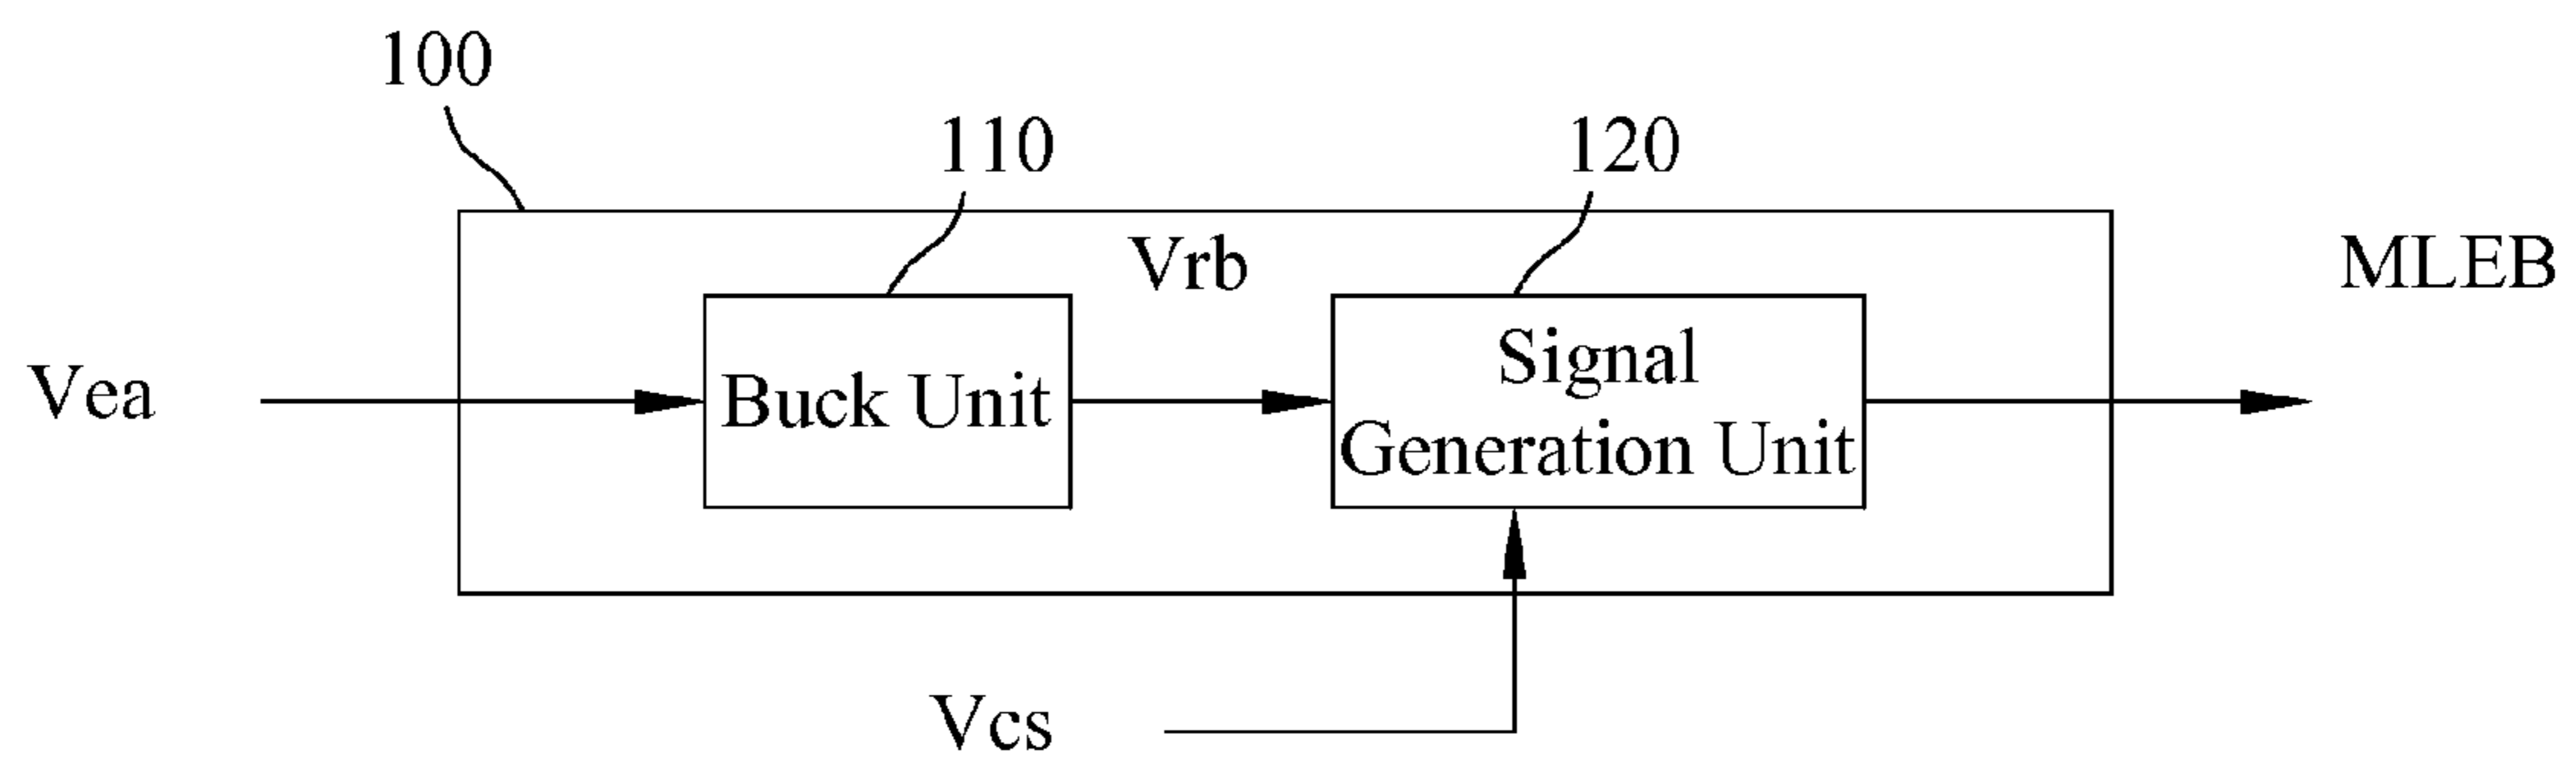 100
110
120
Vrb
MLEB
Signal
Vea
Buck Unit
Generation Unit
Vcs